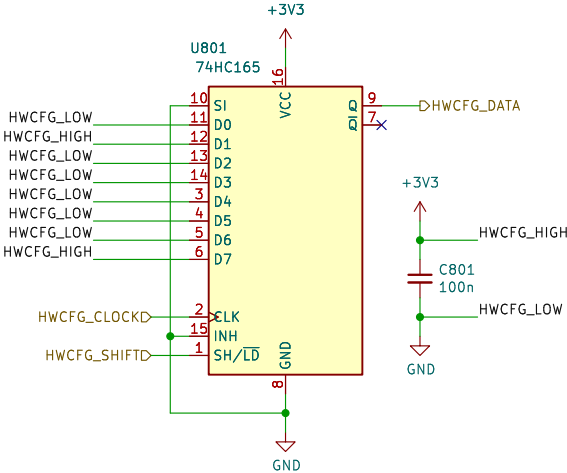 +3V3
U801
74HC165
16
VCC
10 SI
Q 9 HWCFG_DATA
HWCFG_LOW 11 D0
Q 7
HWCFG_HIGH 12 D1
HWCFG_LOW 13 D2
HWCFG_LOW 14 D3
+3V3
HWCFG_LOW 3 D4
HWCFG_LOW 4 D5
HWCFG_LOW 5 D6
HWCFG_HIGH
HWCFG_HIGH 6 D7
C801
100n
HWCFG_CLOCK 2 CLK
HWCFG_LOW
15 INH
HWCFG_SHIFT 1 SH/LD
GND
GND
8
GND